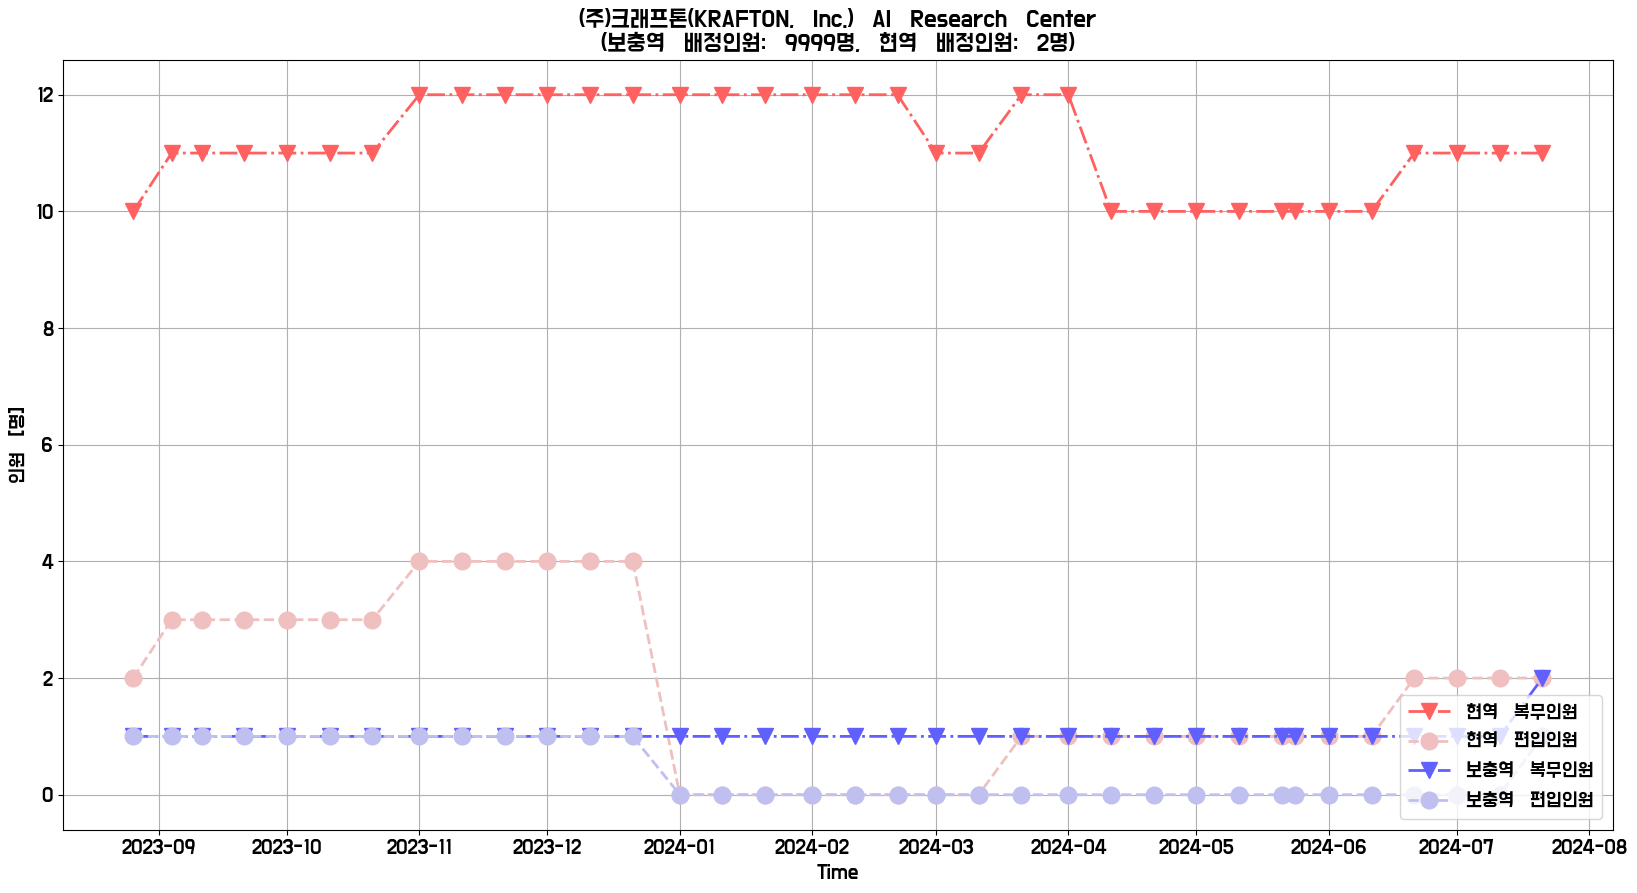 (주)크래프톤(KRAFTON, Inc.) AI Research Center
(보충역 배정인원: 9999명, 현역 배정인원: 2명)
12
10
8
6
4
2
0
인원 [명]
현역 복무인원
현역 편입인원
보충역 복무인원
보충역 편입인원
2023-09 2023-10 2023-11 2023-12 2024-01 2024-02 2024-03 2024-04 2024-05 2024-06 2024-07 2024-08
Time